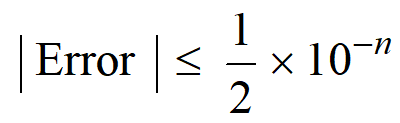 | Error | ≤ 1/2 × 10⁻ⁿ